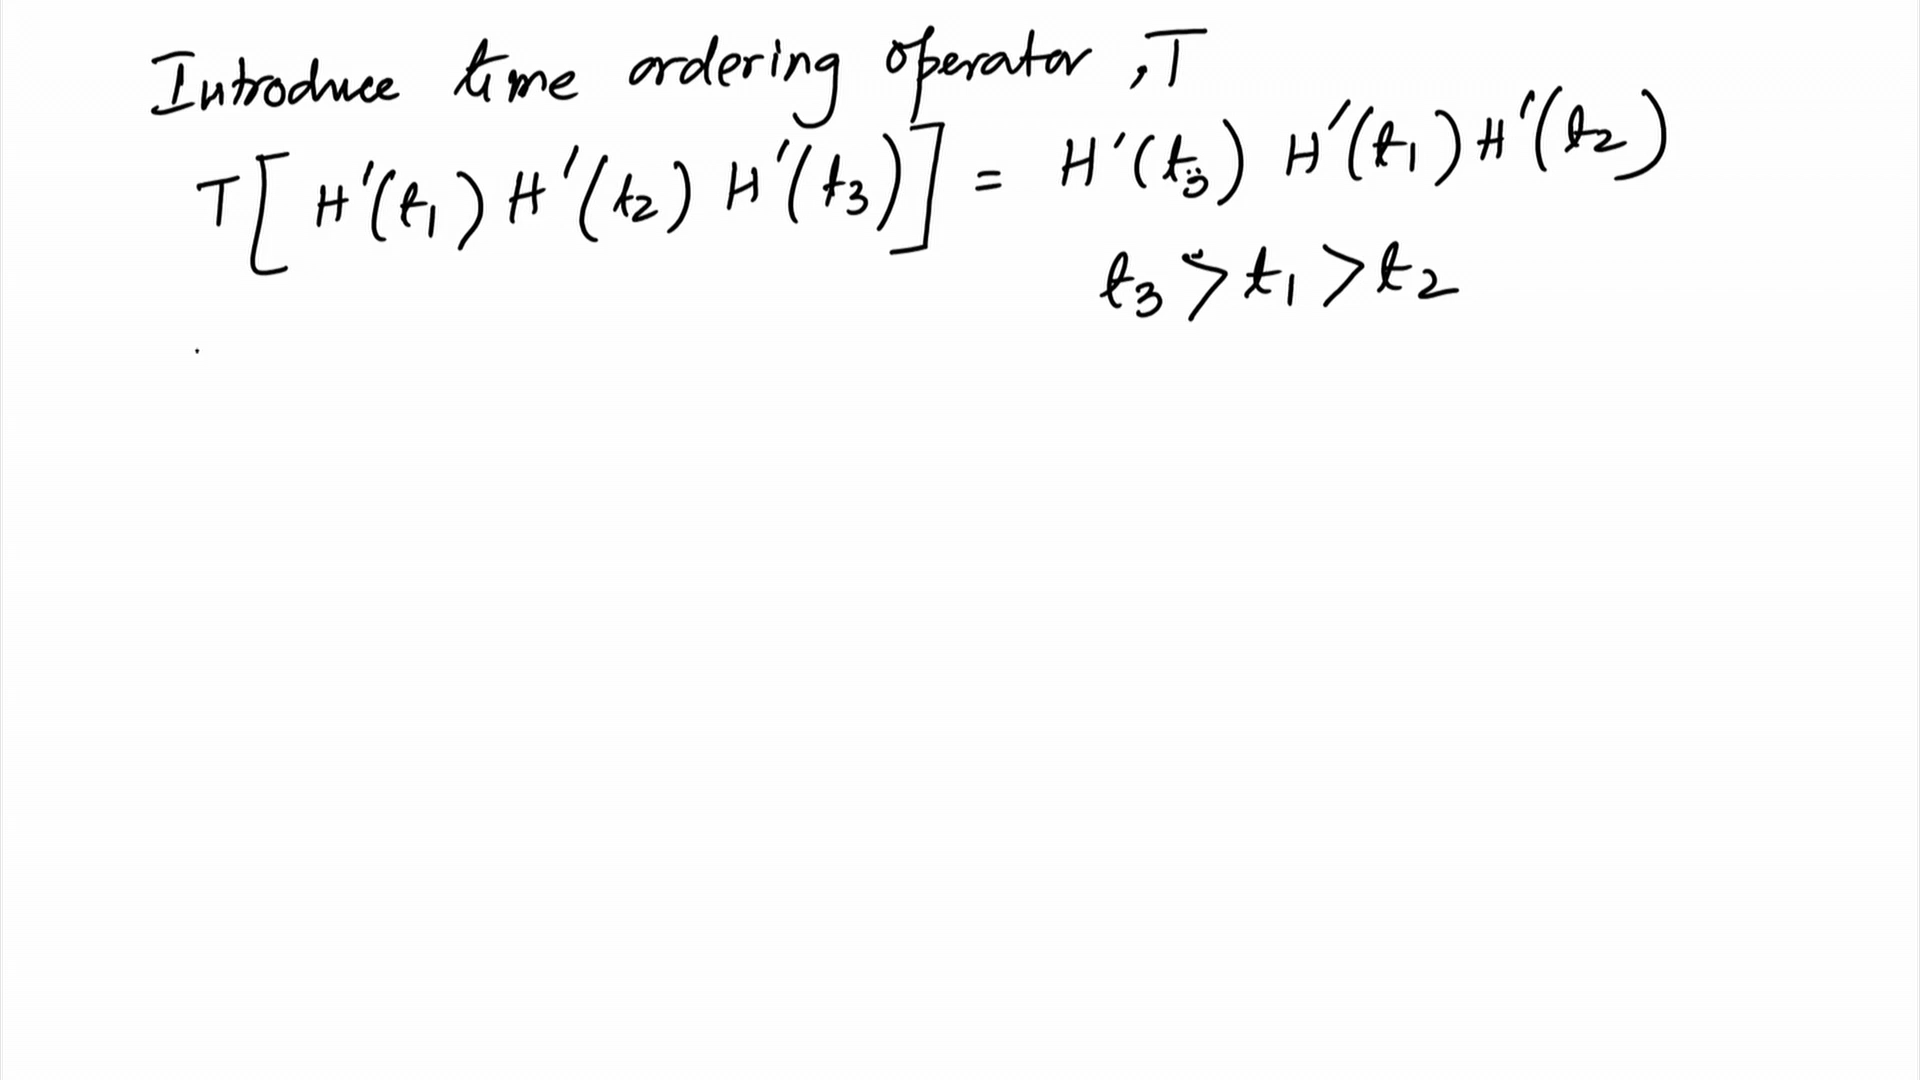 Introduce time ordering operator, T
T[H'(t₁) H'(t₂) H'(t₃)] = H'(t₃) H'(t₁) H'(t₂)
t₃ > t₁ > t₂